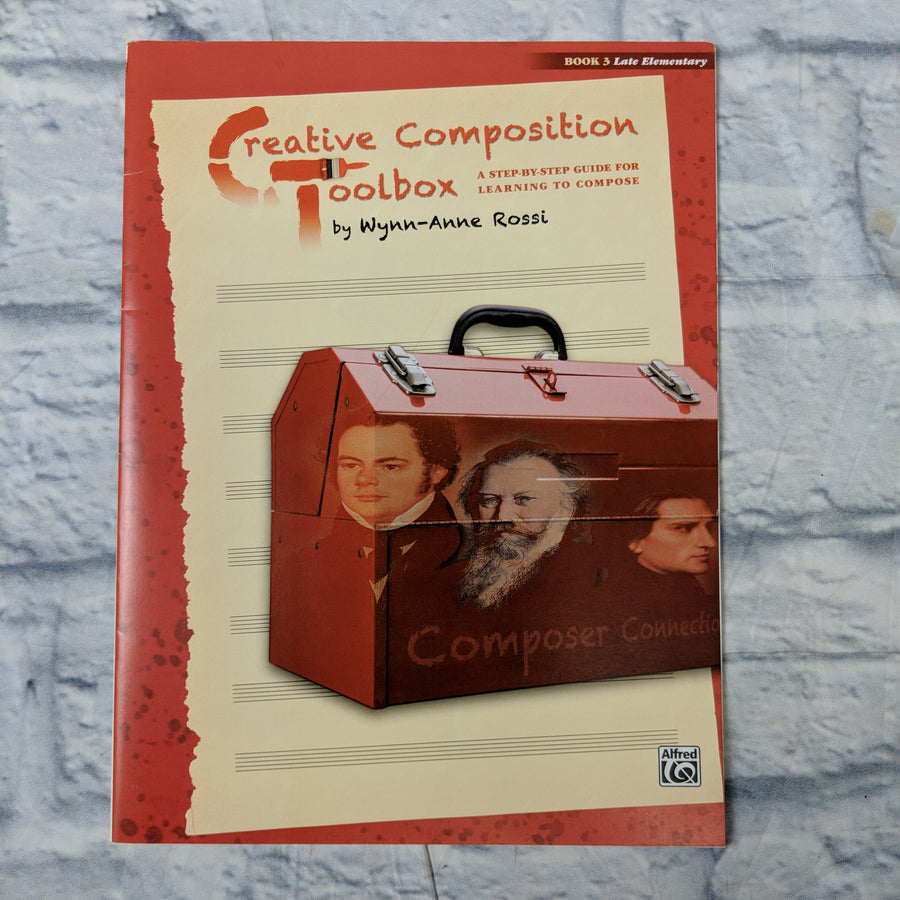 BOOK 3 Late Elementary
Creative Composition
Toolbox
A STEP-BY-STEP GUIDE FOR
LEARNING TO COMPOSE
by Wynn-Anne Rossi
Composer Connectio
Alfred